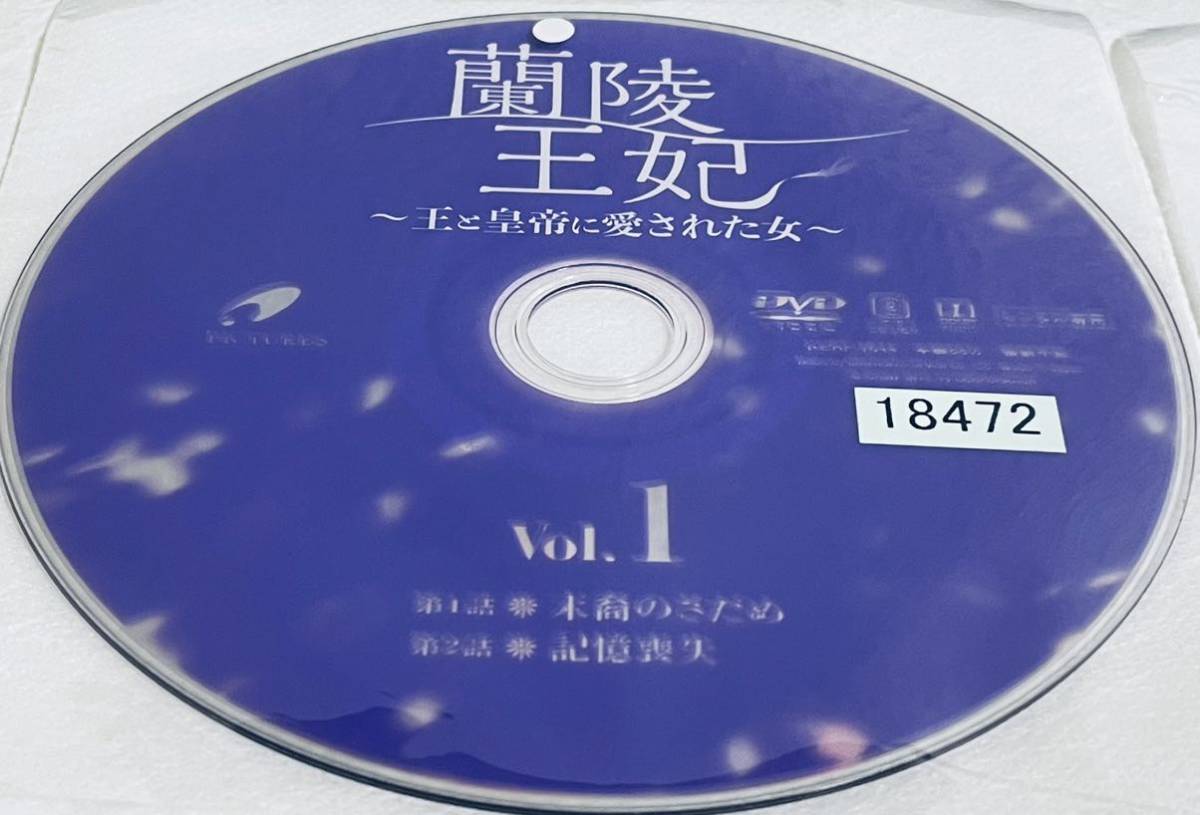 蘭陵
王妃
～王と皇帝に愛された女～
DVD
18472
Vol. 1
第1話 ❋ 末裔のさだめ
第2話 ❋ 記憶喪失